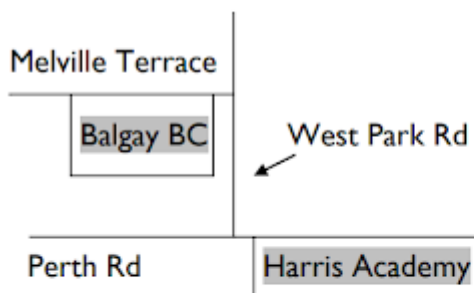 Melville Terrace
Balgay BC
West Park Rd
Perth Rd
Harris Academy